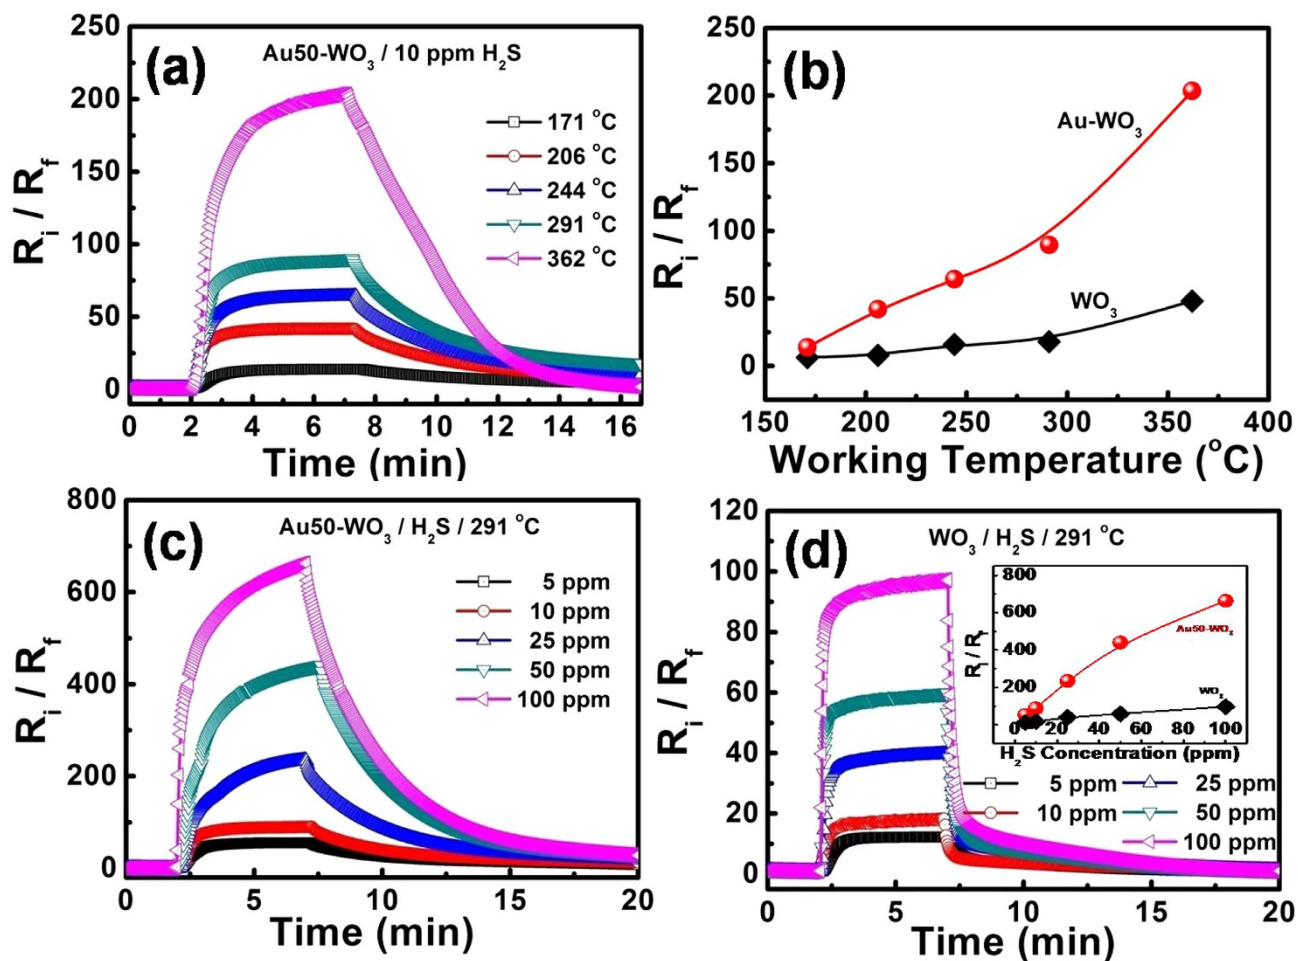 (a)
Au50-WO₃ / 10 ppm H₂S
Rᵢ / R_f
250
200
150
100
50
0
171 °C
206 °C
244 °C
291 °C
362 °C
0 2 4 6 8 10 12 14 16
Time (min)
(b)
Rᵢ / R_f
250
200
150
100
50
0
Au-WO₃
WO₃
150 200 250 300 350 400
Working Temperature (°C)
(c)
Au50-WO₃ / H₂S / 291 °C
Rᵢ / R_f
800
600
400
200
0
5 ppm
10 ppm
25 ppm
50 ppm
100 ppm
0 5 10 15 20
Time (min)
(d)
WO₃ / H₂S / 291 °C
Rᵢ / R_f
120
100
80
60
40
20
0
Rᵢ / R_f
800
600
400
200
Au50-WO₃
WO₃
0 20 40 60 80 100
H₂S Concentration (ppm)
5 ppm 25 ppm
10 ppm 50 ppm
100 ppm
0 5 10 15 20
Time (min)